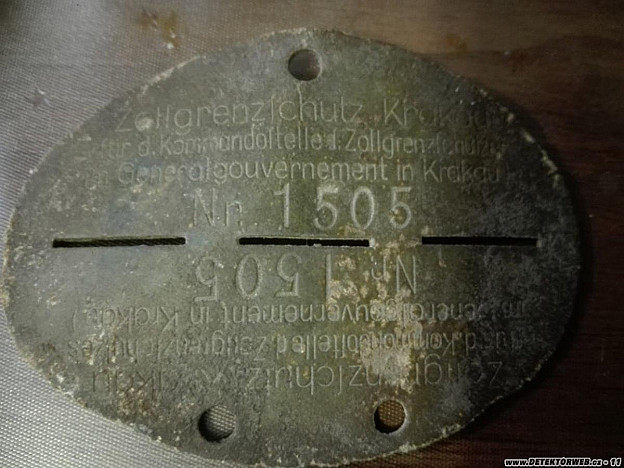 Zollgrenzſchutz Krakau
für d. Kommandoſtelle d. Zollgrenzſchutzes
Generalgouvernement in Krakau
Nr. 1505
Zollgrenzſchutz Krakau
für d. Kommandoſtelle d. Zollgrenzſchutzes
im Generalgouvernement in Krakau)
Nr. 1505
www.DETEKTORWEB.cz - 11